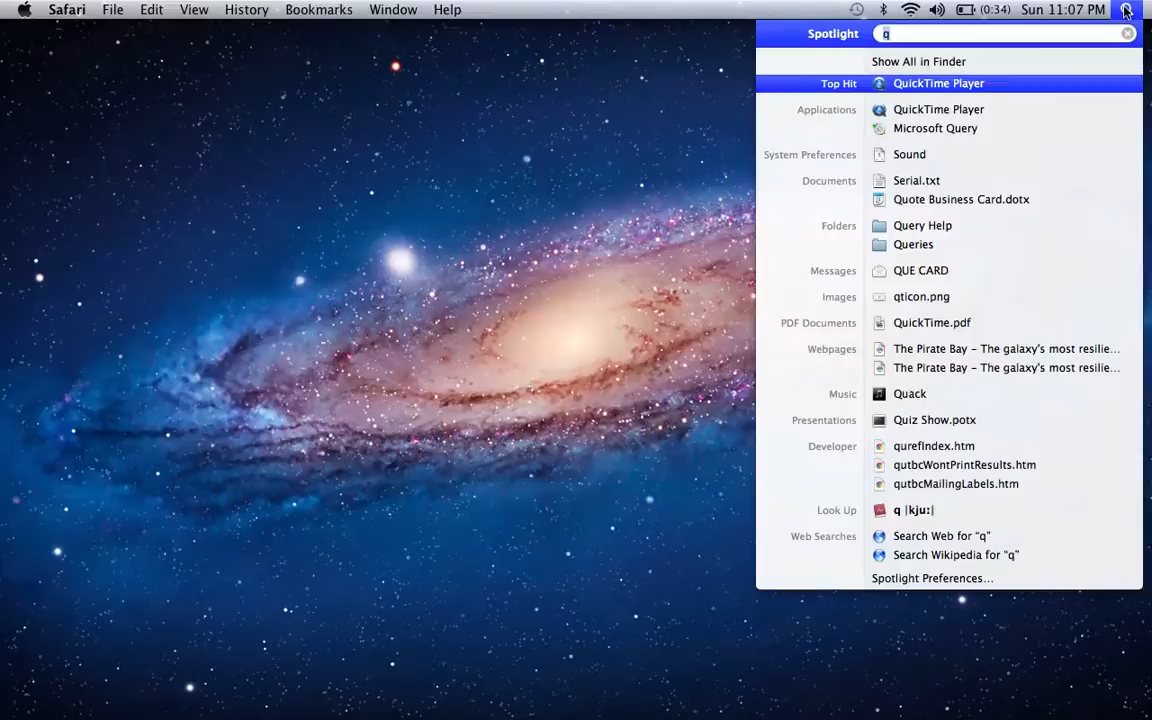 Safari File Edit View History Bookmarks Window Help (0:34) Sun 11:07 PM
Spotlight q
Show All in Finder
Top Hit QuickTime Player
Applications QuickTime Player
Microsoft Query
System Preferences Sound
Documents Serial.txt
Quote Business Card.dotx
Folders Query Help
Queries
Messages QUE CARD
Images qticon.png
PDF Documents QuickTime.pdf
Webpages The Pirate Bay – The galaxy's most resilie...
The Pirate Bay – The galaxy's most resilie...
Music Quack
Presentations Quiz Show.potx
Developer qurefIndex.htm
qutbcWontPrintResults.htm
qutbcMailingLabels.htm
Look Up q |kjuː|
Web Searches Search Web for “q”
Search Wikipedia for “q”
Spotlight Preferences...